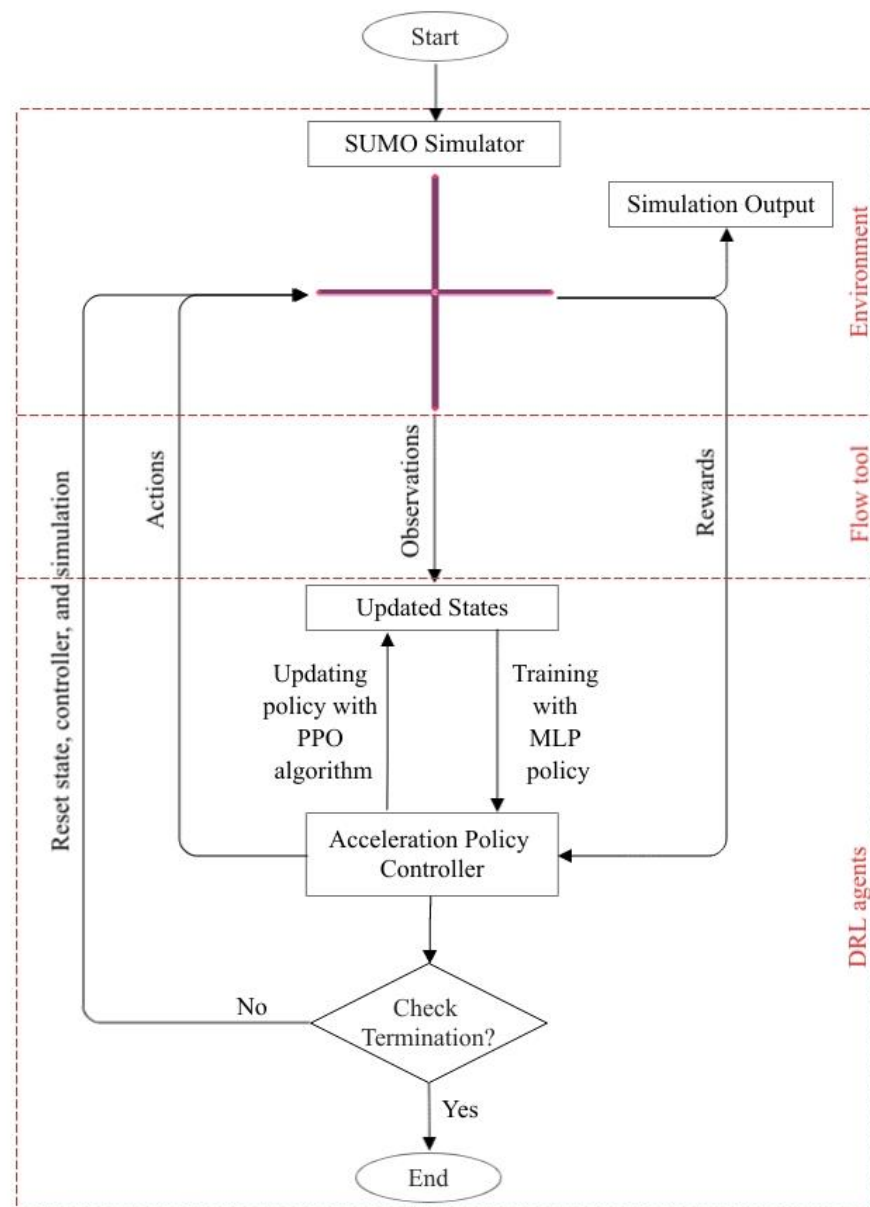 Start
SUMO Simulator
Simulation Output
Environment
Observations
Actions
Rewards
Flow tool
Reset state, controller, and simulation
Updated States
Updating
policy with
PPO
algorithm
Training
with
MLP
policy
Acceleration Policy
Controller
DRL agents
No
Check
Termination?
Yes
End